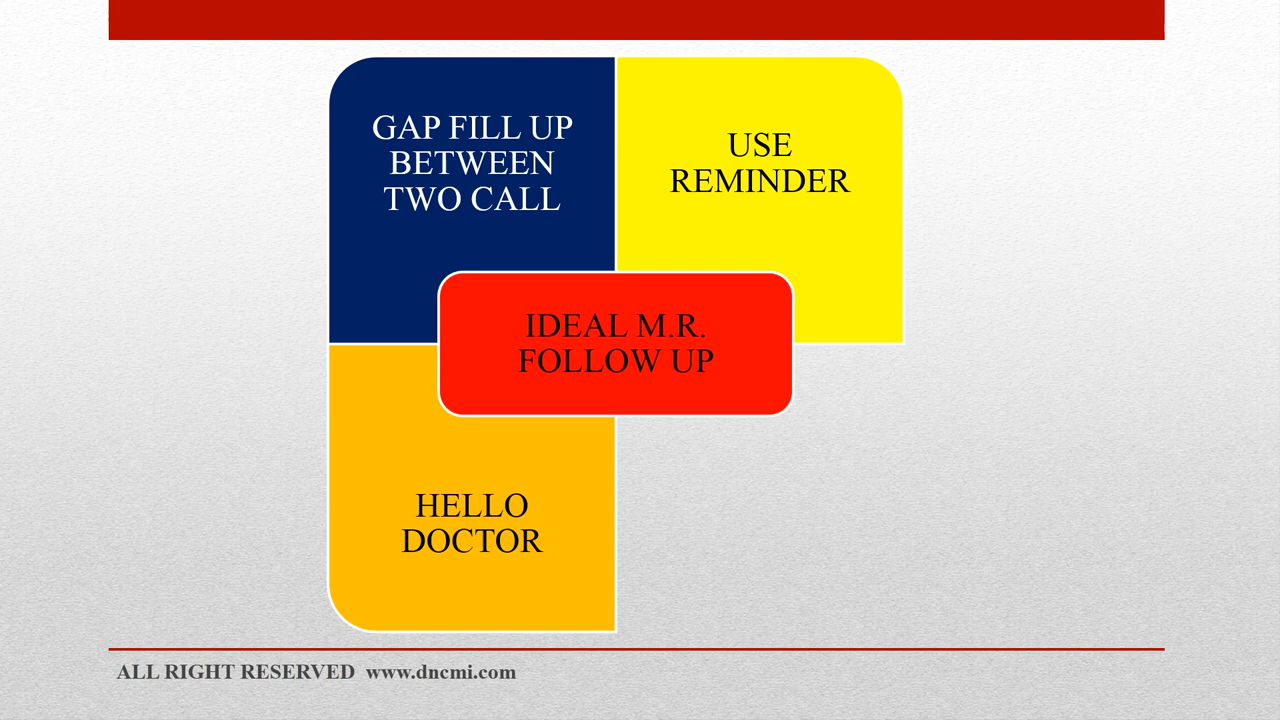 GAP FILL UP
BETWEEN
TWO CALL
USE
REMINDER
IDEAL M.R.
FOLLOW UP
HELLO
DOCTOR
ALL RIGHT RESERVED  www.dncmi.com